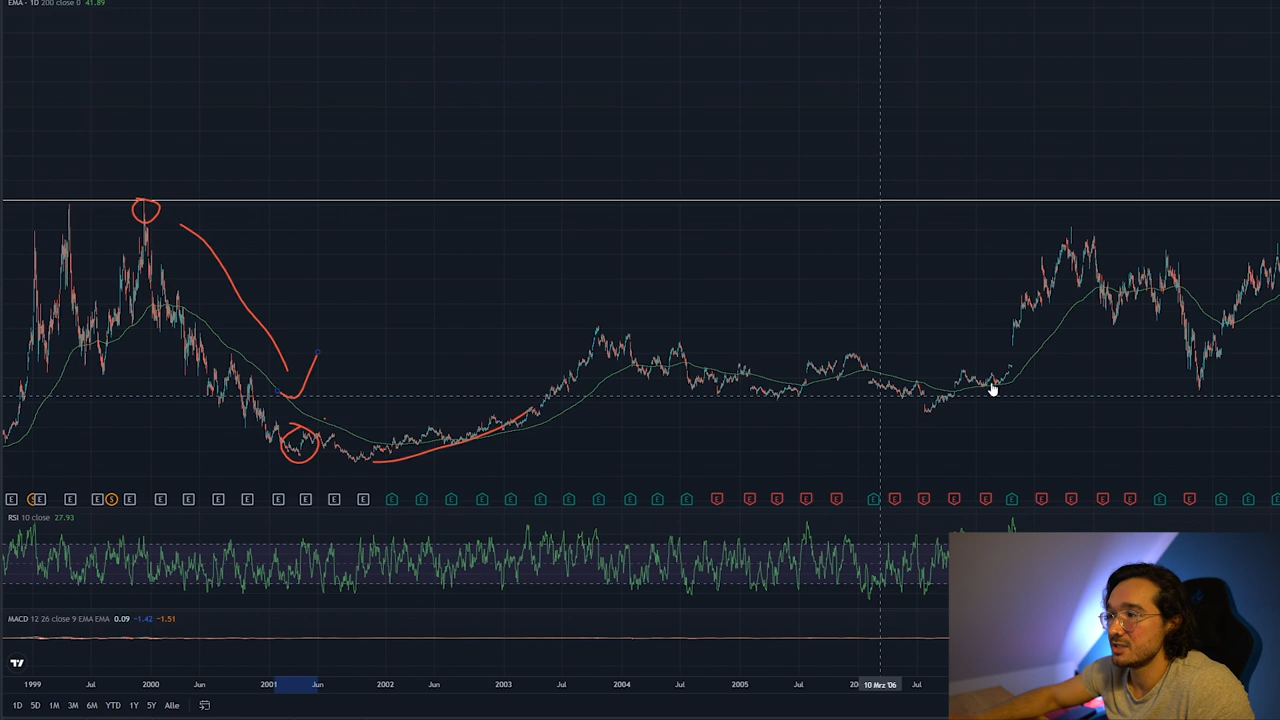 EMA · 1D 200 close 0 41.89
E S E E E S E E E E E E E E E E E E E E E E E E E E E E E E E E E E E E E E E E E E E E E E E
RSI 10 close 27.93
MACD 12 26 close 9 EMA EMA 0.09 −1.42 −1.51
1999 Jul 2000 Jun 2001 Jun 2002 Jun 2003 Jul 2004 Jul 2005 Jul 20 10 Mrz '06 Jul
1D 5D 1M 3M 6M YTD 1Y 5Y Alle